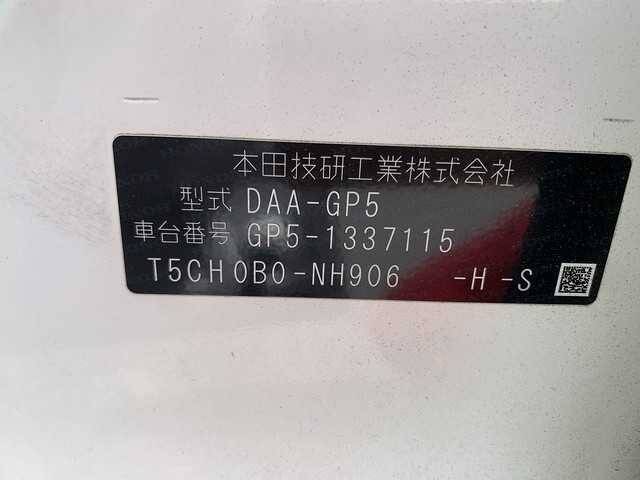 本田技研工業株式会社
型式 DAA-GP5
車台番号 GP5-1337115
T5CH0B0-NH906 -H -S